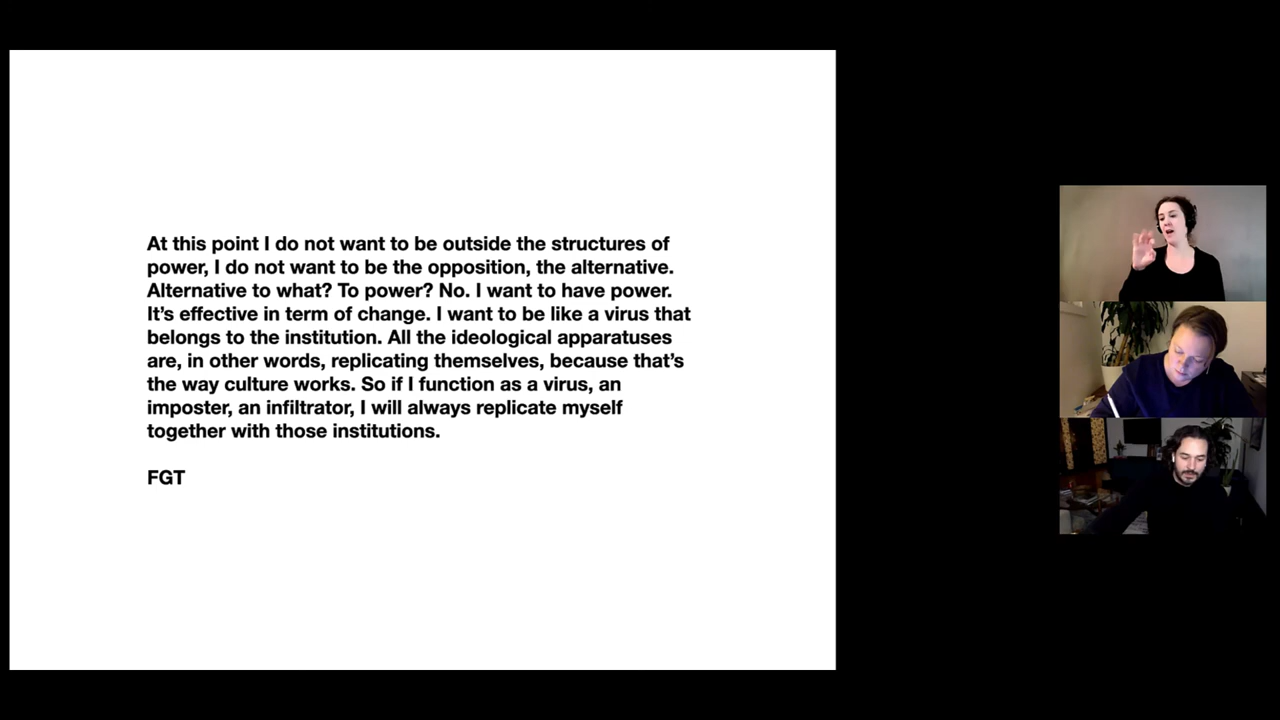 At this point I do not want to be outside the structures of
power, I do not want to be the opposition, the alternative.
Alternative to what? To power? No. I want to have power.
It’s effective in term of change. I want to be like a virus that
belongs to the institution. All the ideological apparatuses
are, in other words, replicating themselves, because that’s
the way culture works. So if I function as a virus, an
imposter, an infiltrator, I will always replicate myself
together with those institutions.
FGT